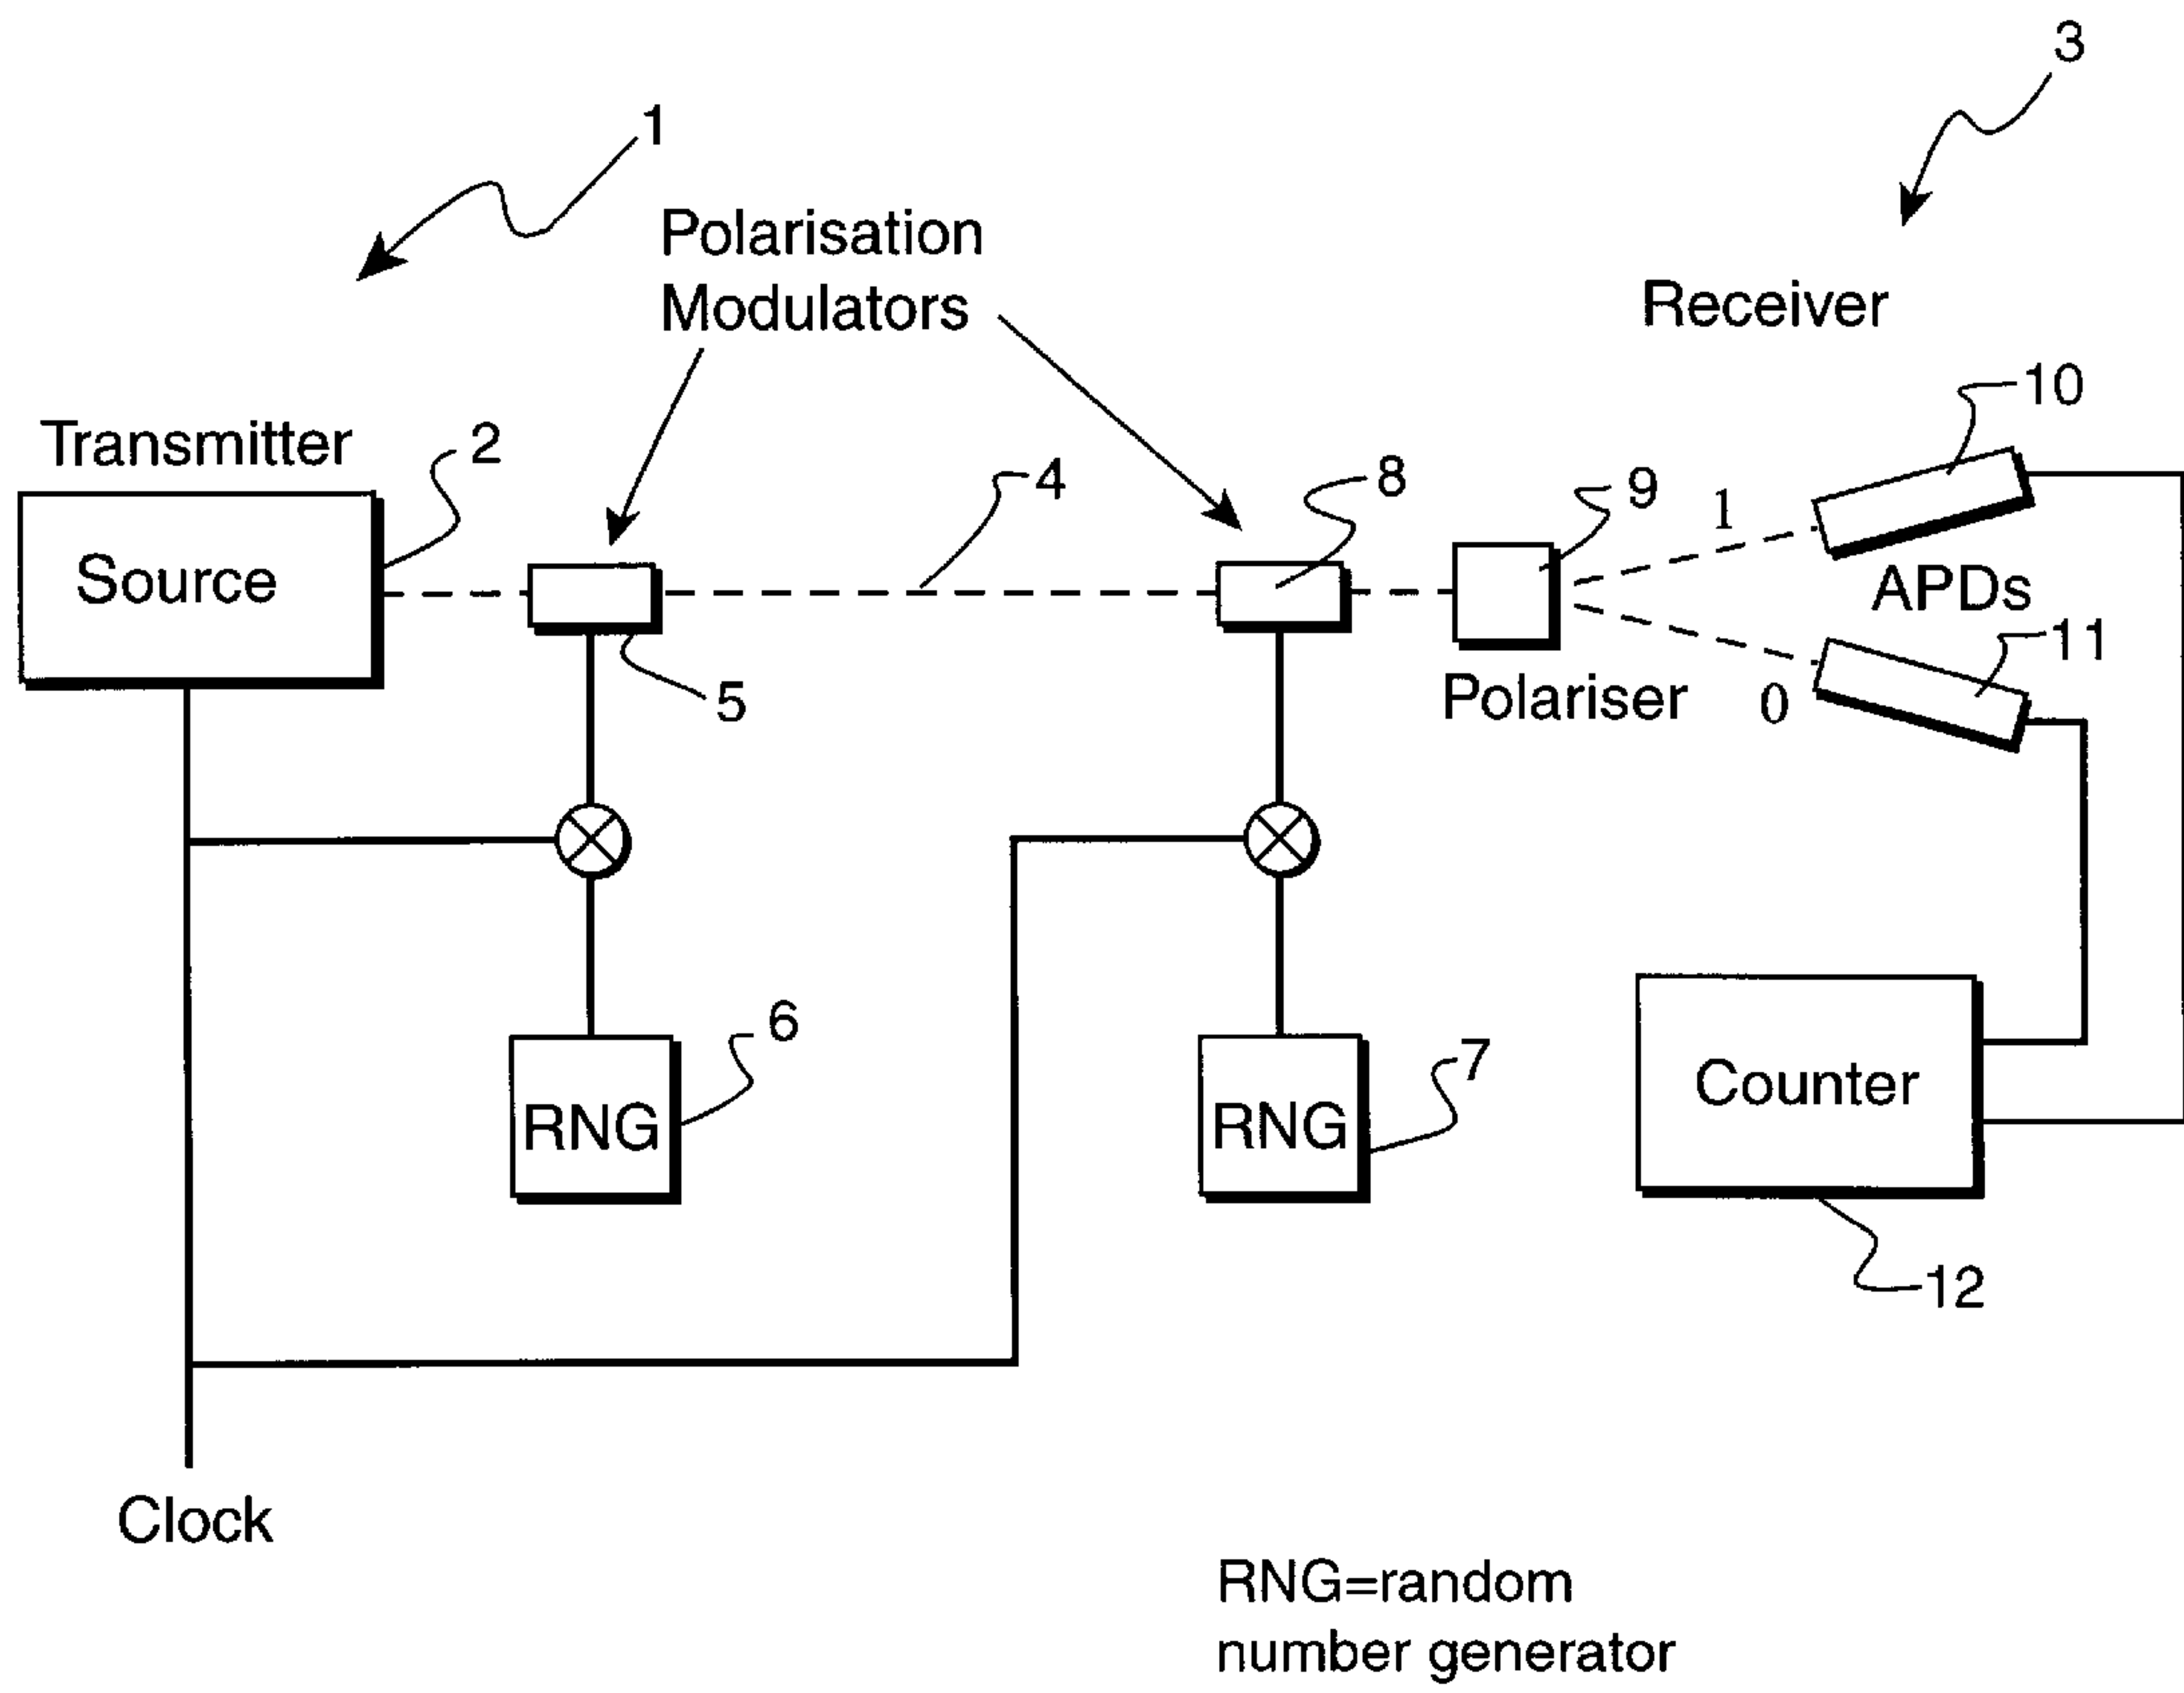 3
1
Polarisation
Modulators
Receiver
10
Transmitter
2
4
8
9
1
Source
APDs
11
5
Polariser
0
6
7
RNG
RNG
Counter
12
Clock
RNG=random
number generator